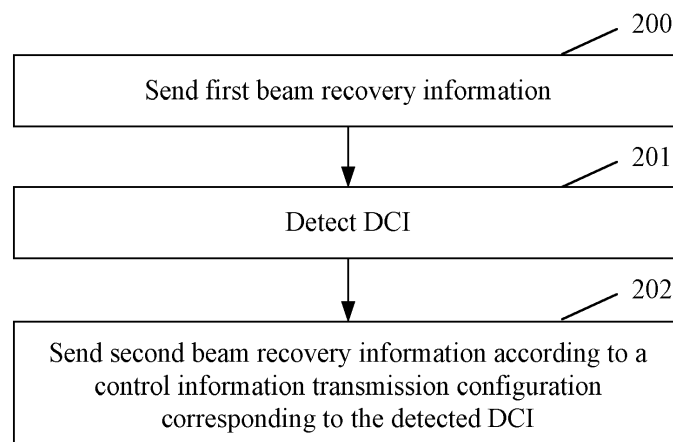 200
Send first beam recovery information
201
Detect DCI
202
Send second beam recovery information according to a
control information transmission configuration
corresponding to the detected DCI